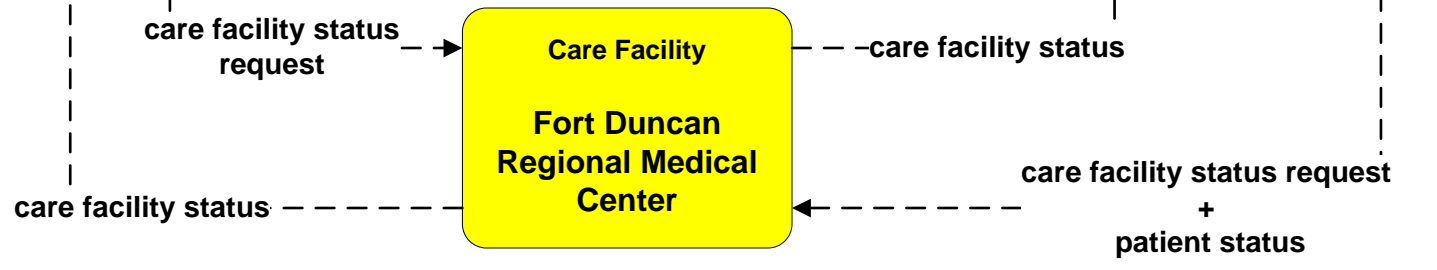 care facility status
request
Care Facility
Fort Duncan
Regional Medical
Center
care facility status
care facility status
care facility status request
+
patient status